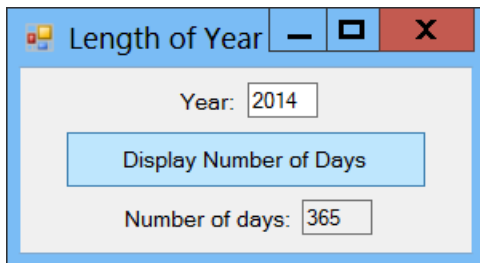 Length of Year
Year: 2014
Display Number of Days
Number of days: 365